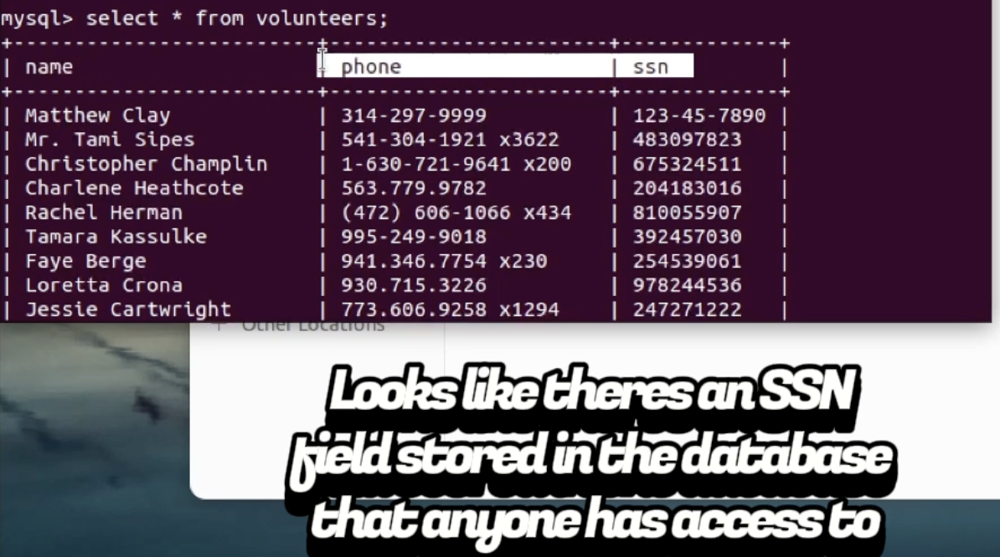 mysql> select * from volunteers;
+--------------------------+------------------------+-------------+
| name | phone | ssn |
+--------------------------+------------------------+-------------+
| Matthew Clay | 314-297-9999 | 123-45-7890 |
| Mr. Tami Sipes | 541-304-1921 x3622 | 483097823 |
| Christopher Champlin | 1-630-721-9641 x200 | 675324511 |
| Charlene Heathcote | 563.779.9782 | 204183016 |
| Rachel Herman | (472) 606-1066 x434 | 810055907 |
| Tamara Kassulke | 995-249-9018 | 392457030 |
| Faye Berge | 941.346.7754 x230 | 254539061 |
| Loretta Crona | 930.715.3226 | 978244536 |
| Jessie Cartwright | 773.606.9258 x1294 | 247271222 |
+ Other Locations
Looks like theres an SSN
field stored in the database
that anyone has access to